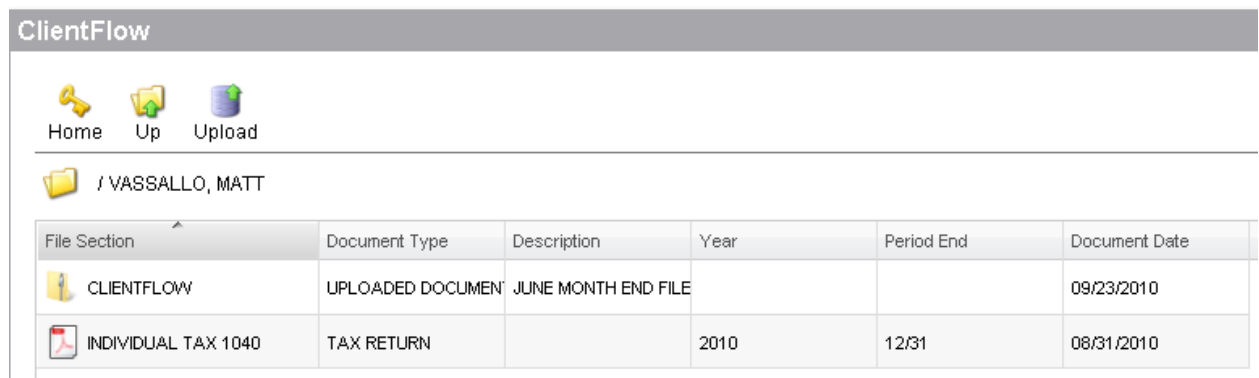 ClientFlow
Home Up Upload
/ VASSALLO, MATT
File Section Document Type Description Year Period End Document Date
CLIENTFLOW UPLOADED DOCUMENT JUNE MONTH END FILE 09/23/2010
INDIVIDUAL TAX 1040 TAX RETURN 2010 12/31 08/31/2010